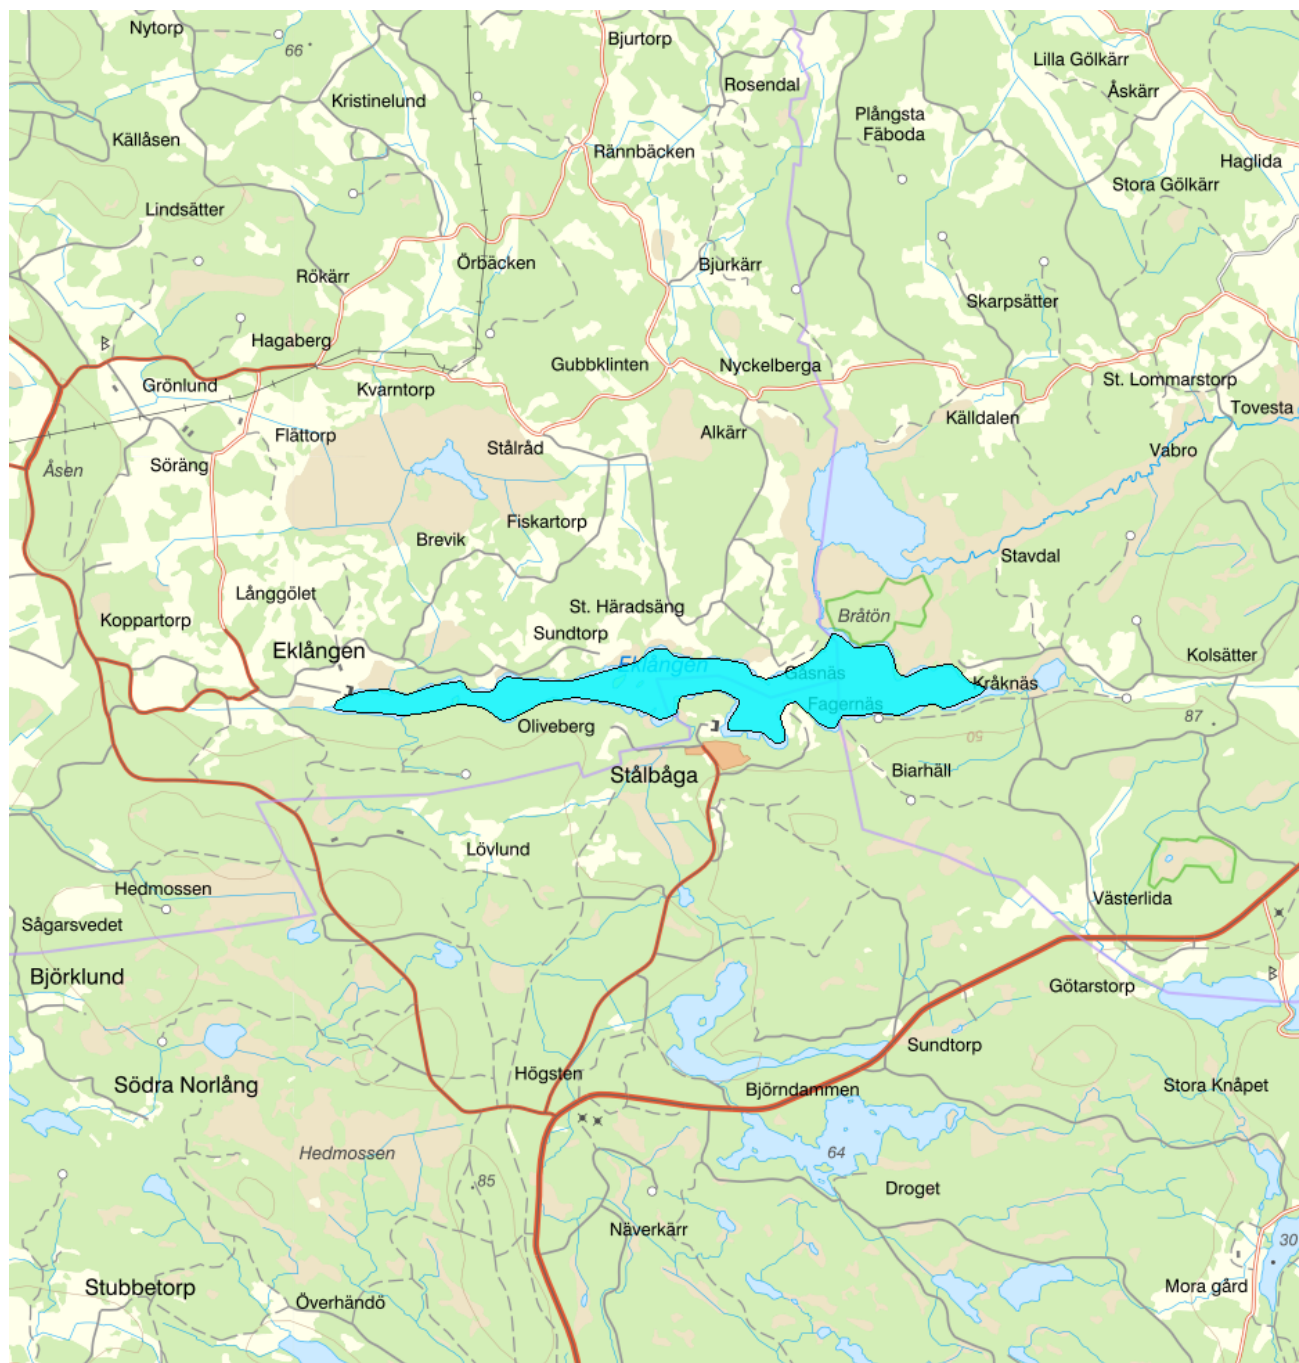 Nytorp
66
Bjurtorp
Lilla Gölkärr
Rosendal
Åskärr
Kristinelund
Plångsta
Fäboda
Källåsen
Rännbäcken
Haglida
Stora Gölkärr
Lindsätter
Örbäcken
Bjurkärr
Rökärr
Skarpsätter
Hagaberg
Gubbklinten
Nyckelberga
Grönlund
Kvarntorp
St. Lommarstorp
Tovesta
Källdalen
Flättorp
Alkärr
Stålråd
Vabro
Söräng
Åsen
Fiskartorp
Brevik
Stavdal
Långgölet
St. Häradsäng
Bråtön
Koppartorp
Sundtorp
Eklången
Eklången
Kolsätter
Gåsnäs
Kråknäs
Fagernäs
87
Oliveberg
50
Stålbåga
Biarhäll
Lövlund
Hedmossen
Västerlida
Sågarsvedet
Björklund
Götarstorp
Sundtorp
Högsten
Södra Norlång
Björndammen
Stora Knåpet
Hedmossen
64
85
Droget
Näverkärr
30
Stubbetorp
Mora gård
Överhändö